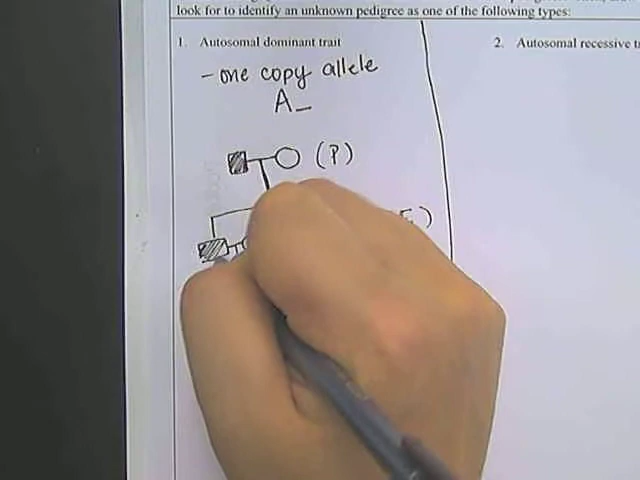 look for to identify an unknown pedigree as one of the following types:
1. Autosomal dominant trait
2. Autosomal recessive
- one copy allele
A_
(P)